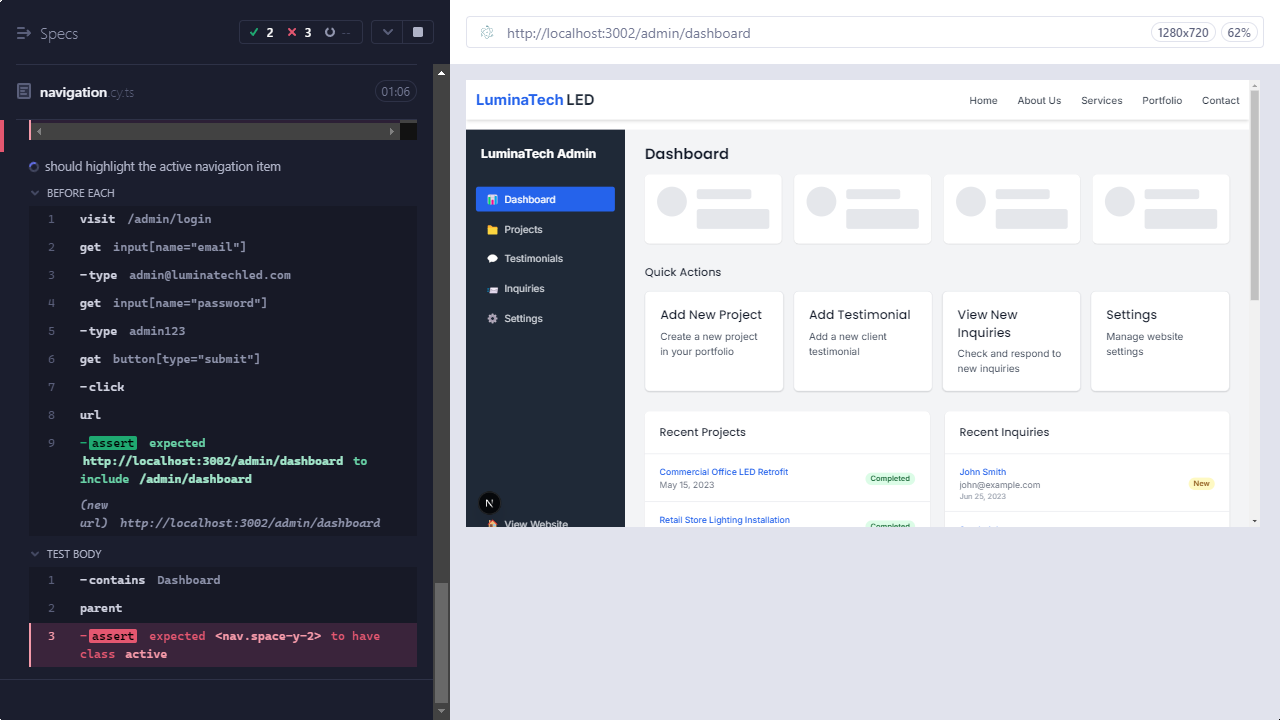 Specs
2
3
--
navigation.cy.ts
01:06
should highlight the active navigation item
BEFORE EACH
1 visit /admin/login
2 get input[name="email"]
3 -type admin@luminatechled.com
4 get input[name="password"]
5 -type admin123
6 get button[type="submit"]
7 -click
8 url
9 -assert expected
http://localhost:3002/admin/dashboard to
include /admin/dashboard
(new
url) http://localhost:3002/admin/dashboard
TEST BODY
1 -contains Dashboard
2 parent
3 -assert expected <nav.space-y-2> to have
class active
http://localhost:3002/admin/dashboard
1280x720
62%
LuminaTech LED
Home
About Us
Services
Portfolio
Contact
LuminaTech Admin
Dashboard
Projects
Testimonials
Inquiries
Settings
N
View Website
Dashboard
Quick Actions
Add New Project
Create a new project
in your portfolio
Add Testimonial
Add a new client
testimonial
View New
Inquiries
Check and respond to
new inquiries
Settings
Manage website
settings
Recent Projects
Commercial Office LED Retrofit
May 15, 2023
Completed
Retail Store Lighting Installation
Completed
Recent Inquiries
John Smith
john@example.com
Jun 25, 2023
New